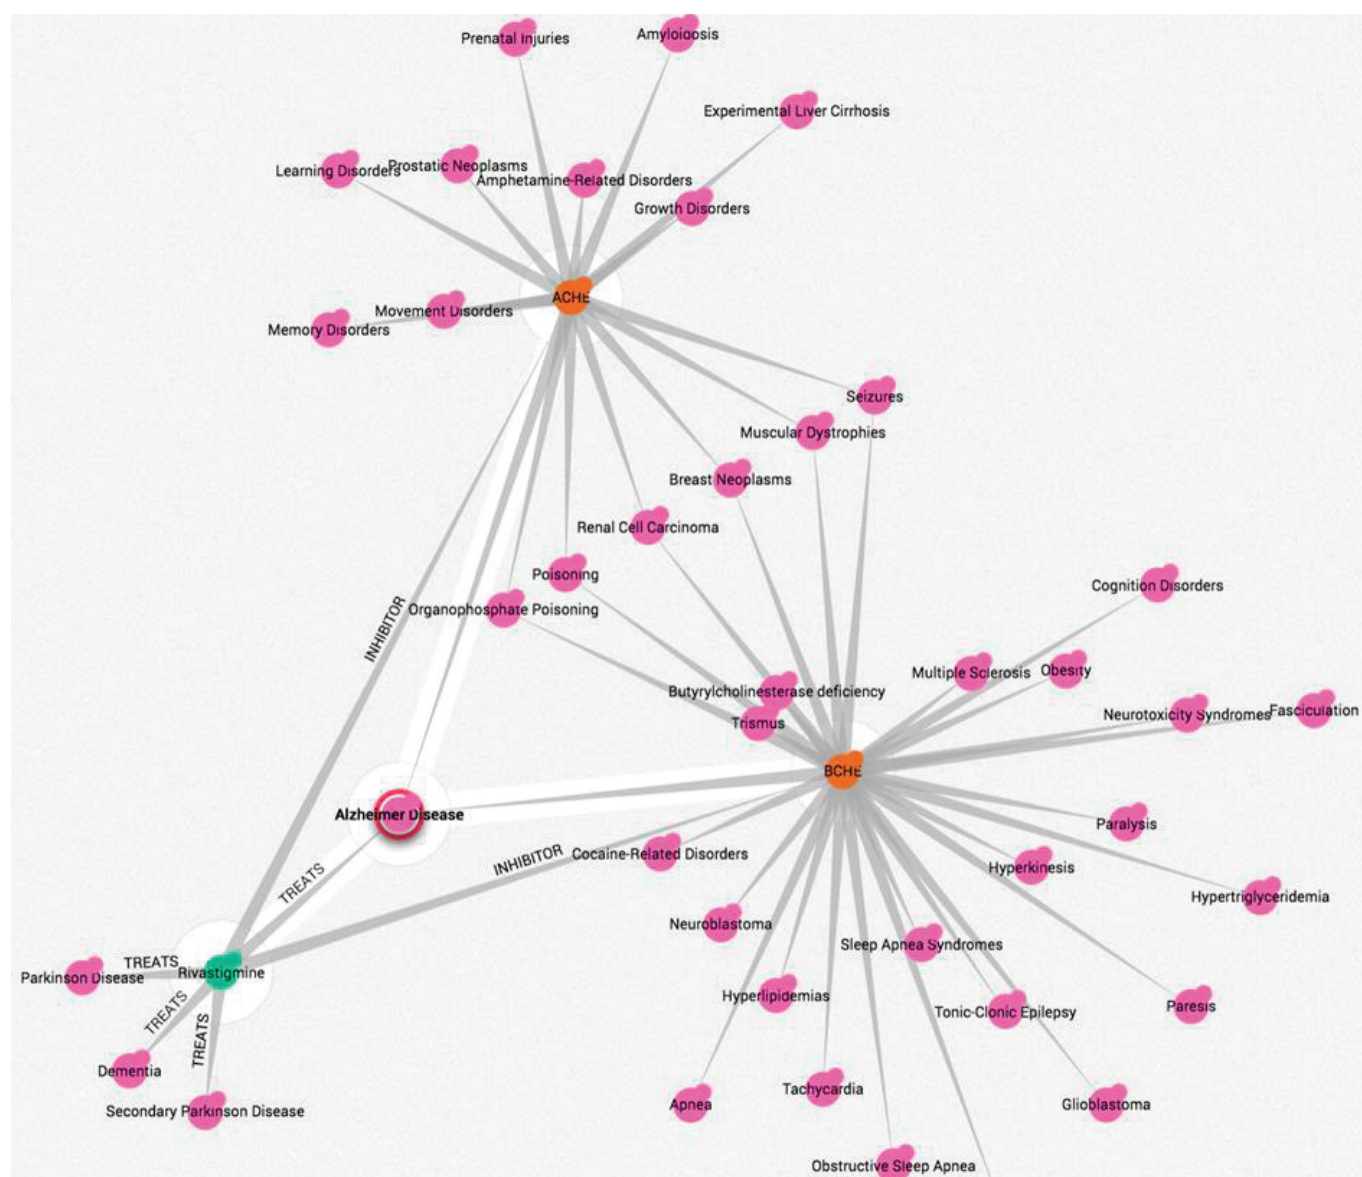 Prenatal Injuries
Amyloidosis
Experimental Liver Cirrhosis
Learning Disorders
Prostatic Neoplasms
Amphetamine-Related Disorders
Growth Disorders
ACHE
Movement Disorders
Memory Disorders
Seizures
Muscular Dystrophies
Breast Neoplasms
Renal Cell Carcinoma
Poisoning
Organophosphate Poisoning
INHIBITOR
Cognition Disorders
Multiple Sclerosis
Obesity
Butyrylcholinesterase deficiency
Trismus
Neurotoxicity Syndromes
Fasciculation
BCHE
Alzheimer Disease
Paralysis
INHIBITOR
Cocaine-Related Disorders
Hyperkinesis
TREATS
Hypertriglyceridemia
Neuroblastoma
Sleep Apnea Syndromes
TREATS
Parkinson Disease
Rivastigmine
Hyperlipidemias
Tonic-Clonic Epilepsy
Paresis
TREATS
TREATS
Dementia
Secondary Parkinson Disease
Apnea
Tachycardia
Glioblastoma
Obstructive Sleep Apnea